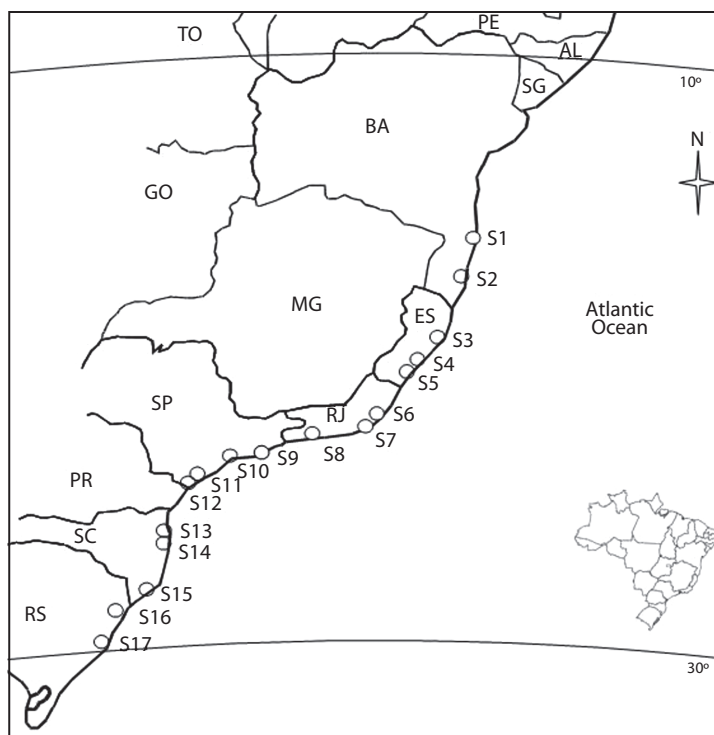 PE
TO
AL
10º
SG
BA
N
GO
S1
S2
MG
ES
Atlantic
Ocean
S3
S4
S5
SP
RJ
S6
S7
S8
S9
S10
S11
PR
S12
S13
SC
S14
S15
RS
S16
S17
30º